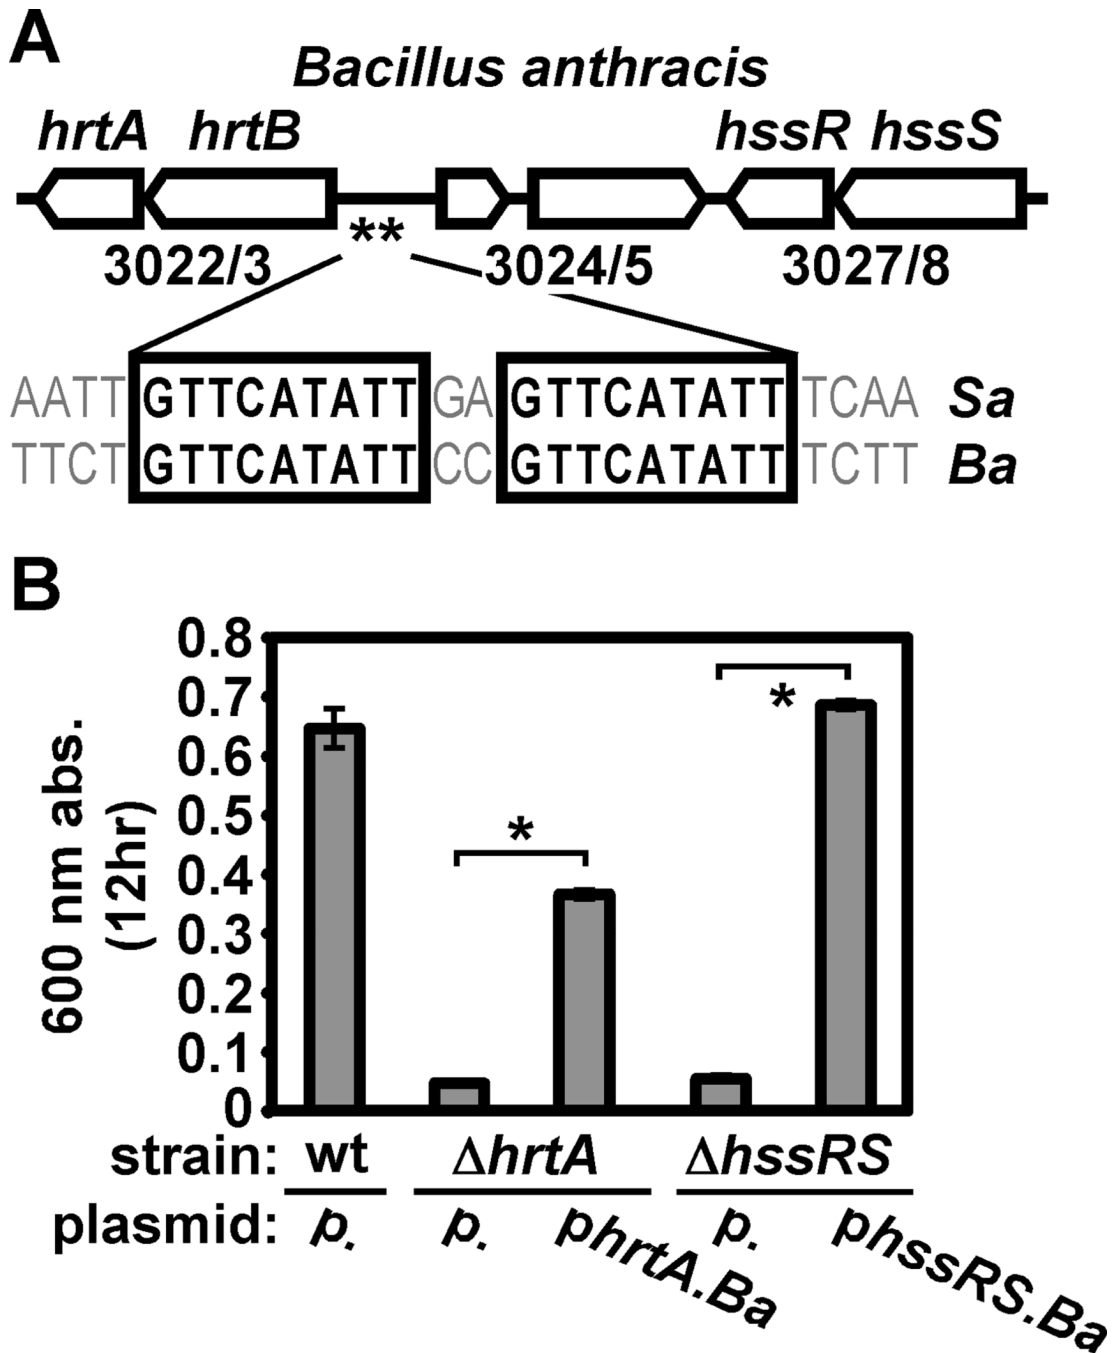 A
Bacillus anthracis
hrtA hrtB hssR hssS
**
3022/3 3024/5 3027/8
AATT GTTCATATT GA GTTCATATT TCAA Sa
TTCT GTTCATATT CC GTTCATATT TCTT Ba
B
600 nm abs.
(12hr)
0.8
0.7
0.6
0.5
0.4
0.3
0.2
0.1
0
*
*
strain: wt ΔhrtA ΔhssRS
plasmid: p. p. phrtA.Ba p. phssRS.Ba